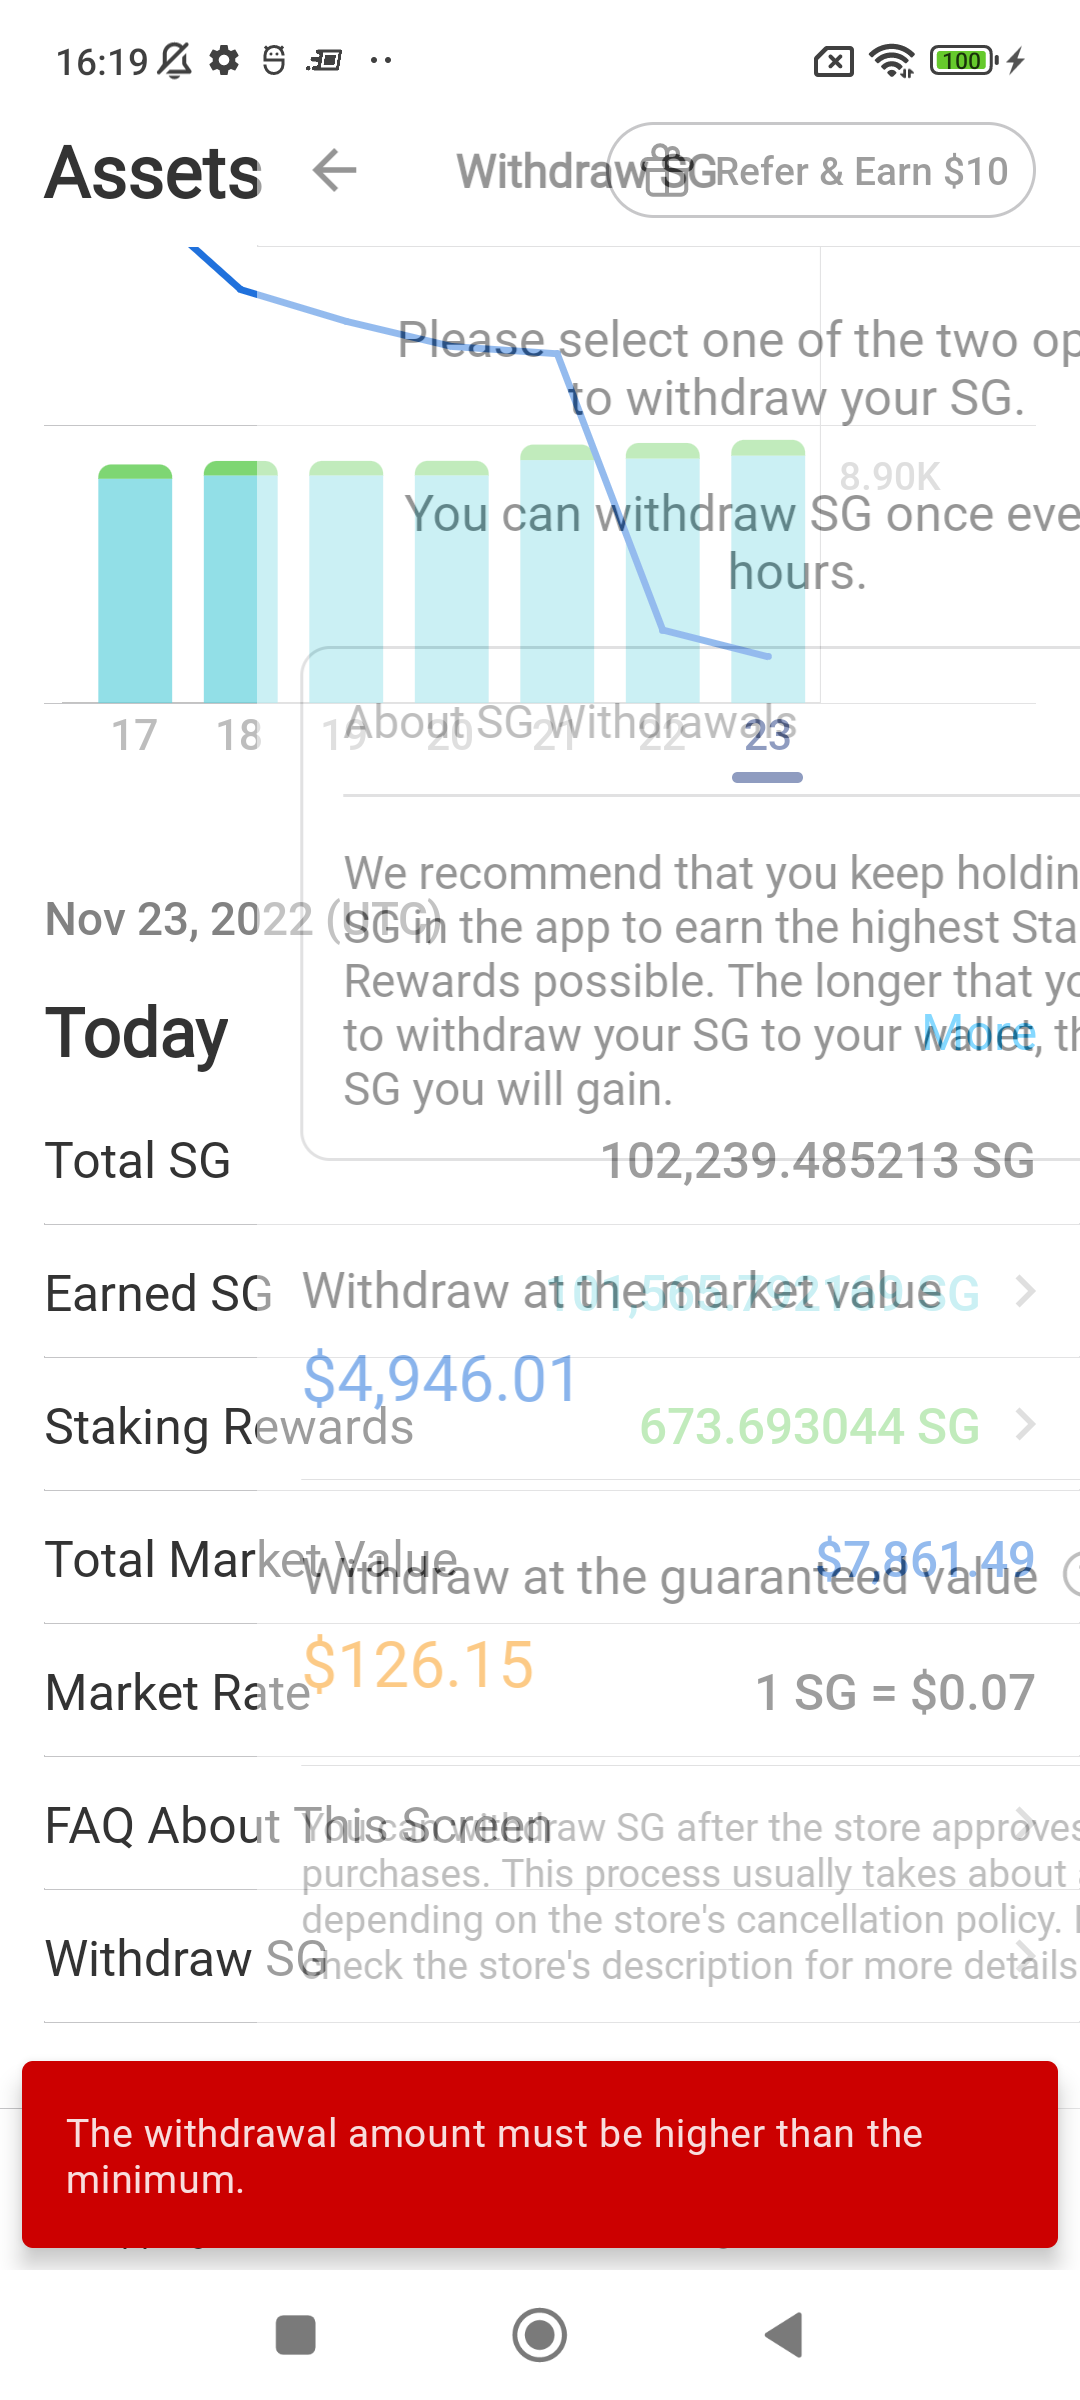 16:19
100
Assets
Withdraw SG
Refer & Earn $10
Please select one of the two op
to withdraw your SG.
8.90K
You can withdraw SG once eve
hours.
17 18 19 20 21 22 23
About SG Withdrawals
We recommend that you keep holdin
Nov 23, 2022 (UTC)
SG in the app to earn the highest Sta
Rewards possible. The longer that yo
Today
More
to withdraw your SG to your wallet, th
SG you will gain.
Total SG 102,239.485213 SG
Earned SG 101,565.792169 SG
Withdraw at the market value
$4,946.01
Staking Rewards 673.693044 SG
Total Market Value $7,861.49
Withdraw at the guaranteed value
$126.15
Market Rate 1 SG = $0.07
FAQ About This Screen
You can withdraw SG after the store approves
purchases. This process usually takes about
depending on the store's cancellation policy.
Withdraw SG
check the store's description for more details
The withdrawal amount must be higher than the
minimum.